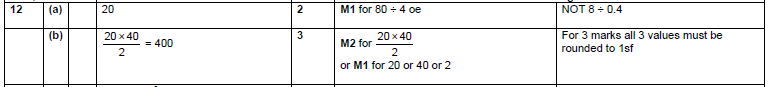 12 (a) 20 2 M1 for 80 ÷ 4 oe NOT 8 ÷ 0.4
(b) 20 × 40 / 2 = 400 3 M2 for 20 × 40 / 2 For 3 marks all 3 values must be
rounded to 1sf
or M1 for 20 or 40 or 2